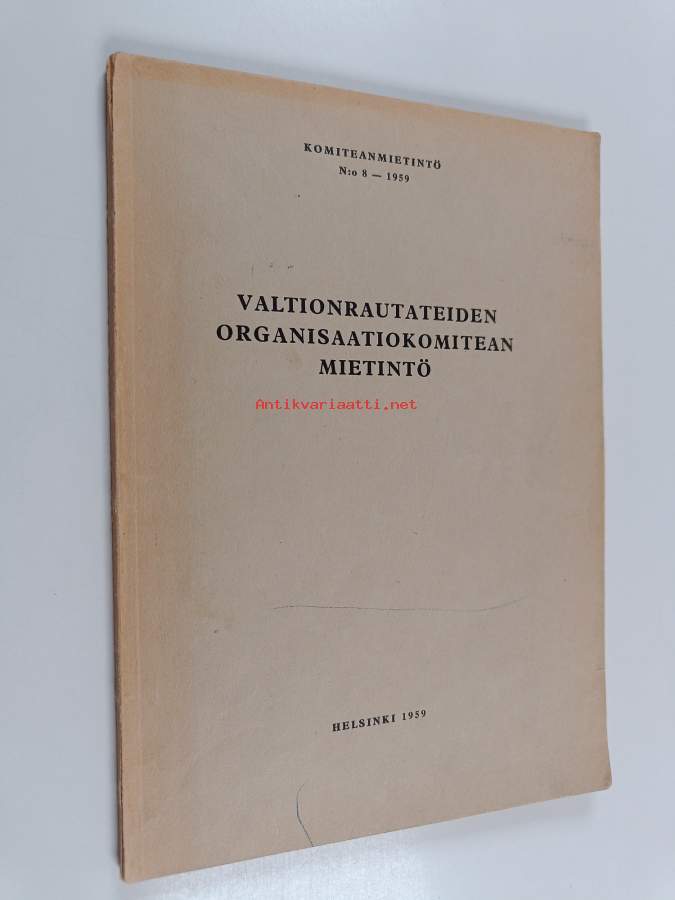 KOMITEANMIETINTÖ
N:o 8 — 1959
VALTIONRAUTATEIDEN
ORGANISAATIOKOMITEAN
MIETINTÖ
Antikvariaatti.net
HELSINKI 1959